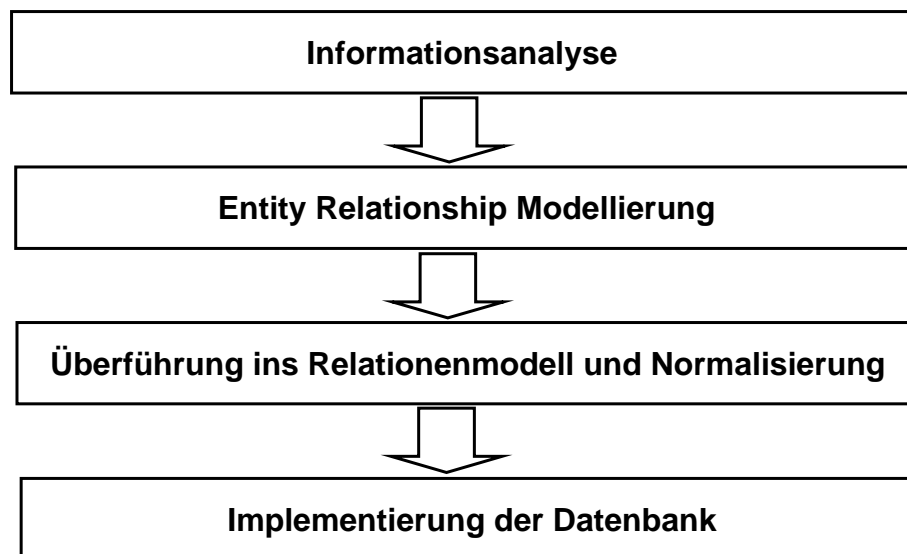 Informationsanalyse
Entity Relationship Modellierung
Überführung ins Relationenmodell und Normalisierung
Implementierung der Datenbank